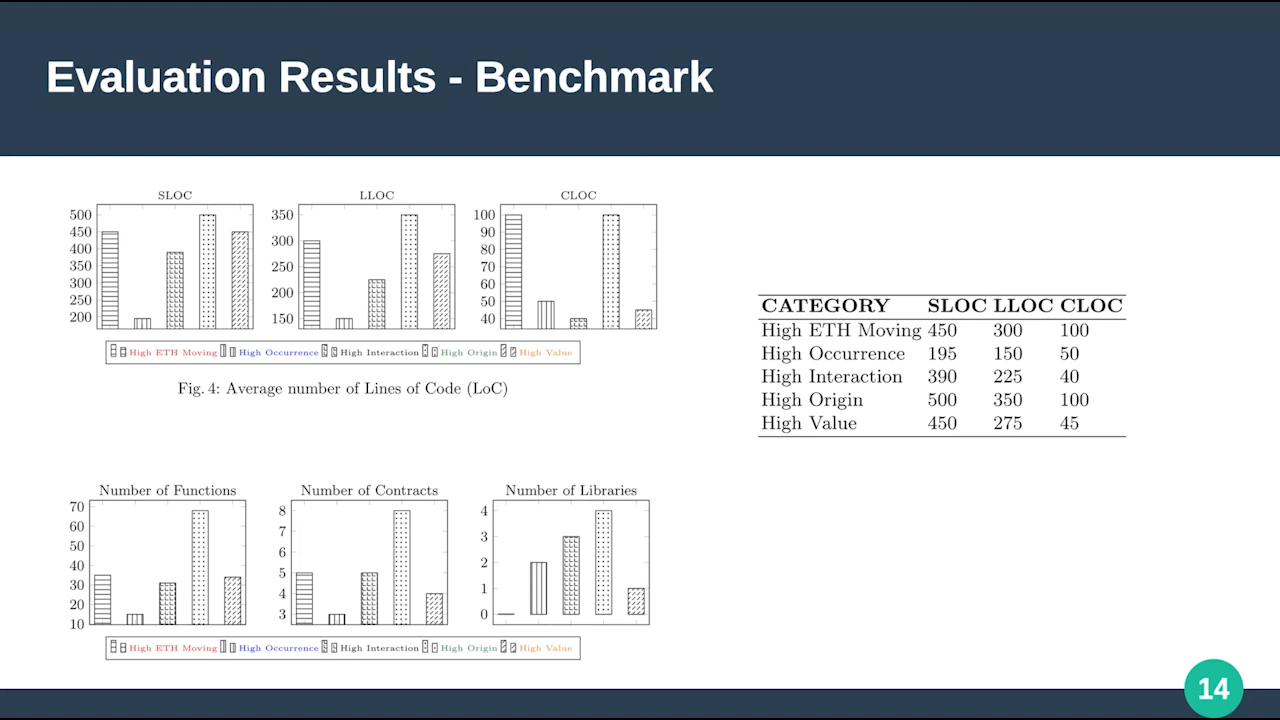 Evaluation Results - Benchmark
SLOC
500
450
400
350
300
250
200
LLOC
350
300
250
200
150
CLOC
100
90
80
70
60
50
40
High ETH Moving High Occurrence High Interaction High Origin High Value
Fig. 4: Average number of Lines of Code (LoC)
CATEGORY SLOC LLOC CLOC
High ETH Moving 450 300 100
High Occurrence 195 150 50
High Interaction 390 225 40
High Origin 500 350 100
High Value 450 275 45
Number of Functions
70
60
50
40
30
20
10
Number of Contracts
8
7
6
5
4
3
Number of Libraries
4
3
2
1
0
High ETH Moving High Occurrence High Interaction High Origin High Value
14